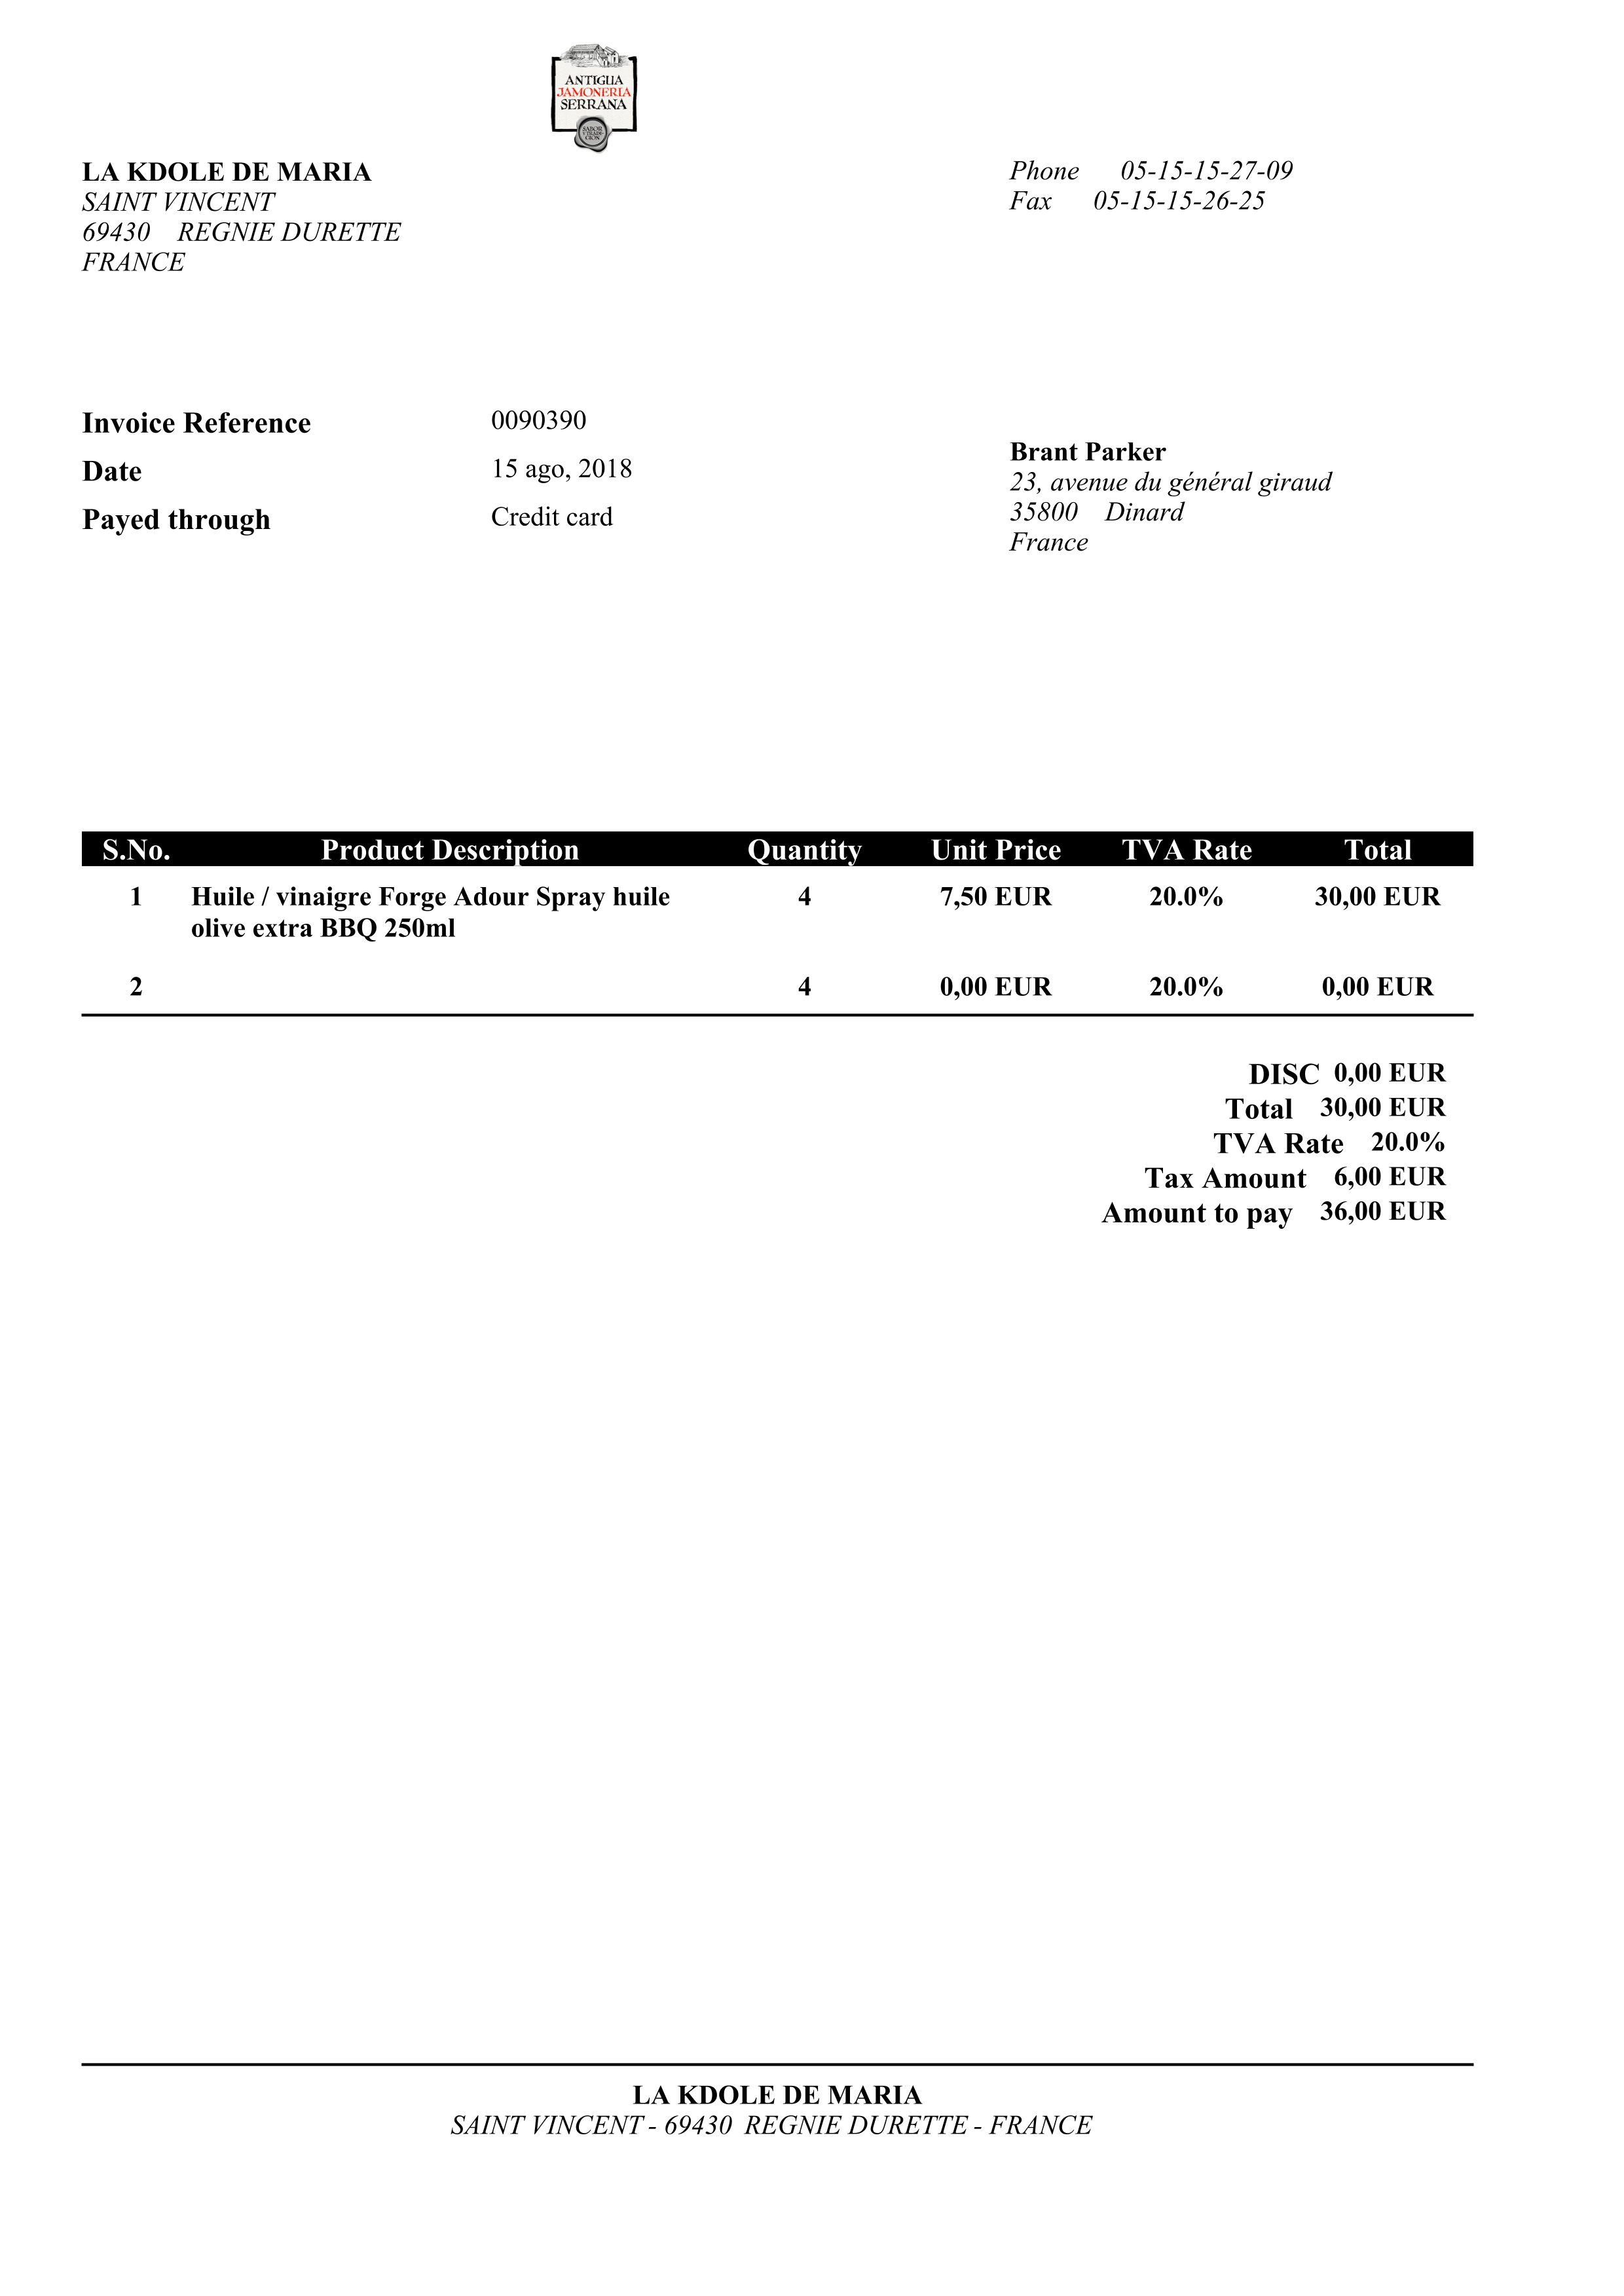 ANTIGUA
JAMONERIA
SERRANA
SABOR
Y TRADI
CION
LA KDOLE DE MARIA
SAINT VINCENT
69430 REGNIE DURETTE
FRANCE
Phone 05-15-15-27-09
Fax 05-15-15-26-25
Invoice Reference 0090390
Date 15 ago, 2018
Payed through Credit card
Brant Parker
23, avenue du général giraud
35800 Dinard
France
S.No. Product Description Quantity Unit Price TVA Rate Total
1 Huile / vinaigre Forge Adour Spray huile 4 7,50 EUR 20.0% 30,00 EUR
olive extra BBQ 250ml
2 4 0,00 EUR 20.0% 0,00 EUR
DISC 0,00 EUR
Total 30,00 EUR
TVA Rate 20.0%
Tax Amount 6,00 EUR
Amount to pay 36,00 EUR
LA KDOLE DE MARIA
SAINT VINCENT - 69430 REGNIE DURETTE - FRANCE